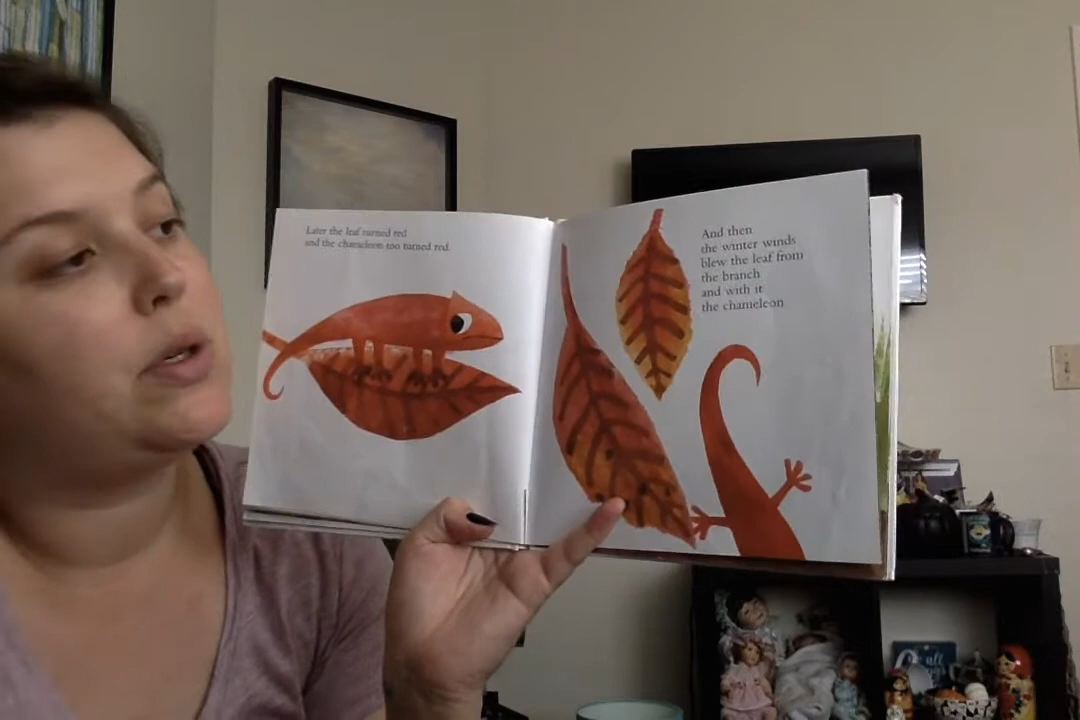 Later the leaf turned red
and the chameleon too turned red.
And then
the winter winds
blew the leaf from
the branch
and with it
the chameleon